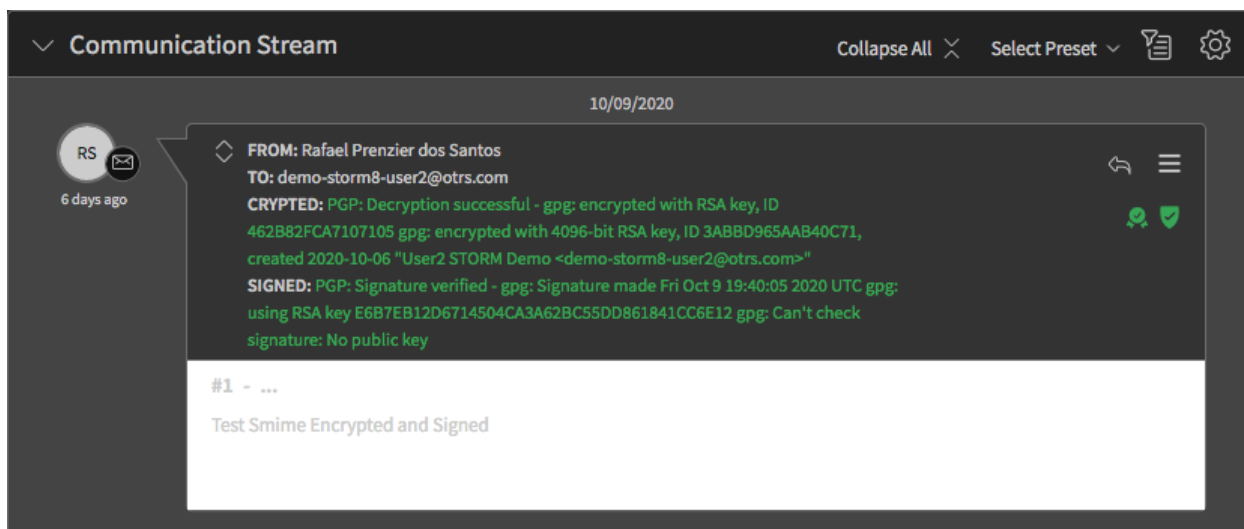 Communication Stream
Collapse All
Select Preset
10/09/2020
RS
6 days ago
FROM: Rafael Prenzier dos Santos
TO: demo-storm8-user2@otrs.com
CRYPTED: PGP: Decryption successful - gpg: encrypted with RSA key, ID
462B82FCA7107105 gpg: encrypted with 4096-bit RSA key, ID 3ABBD965AAB40C71,
created 2020-10-06 "User2 STORM Demo <demo-storm8-user2@otrs.com>"
SIGNED: PGP: Signature verified - gpg: Signature made Fri Oct 9 19:40:05 2020 UTC gpg:
using RSA key E6B7EB12D6714504CA3A62BC55DD861841CC6E12 gpg: Can't check
signature: No public key
#1 - ...
Test Smime Encrypted and Signed